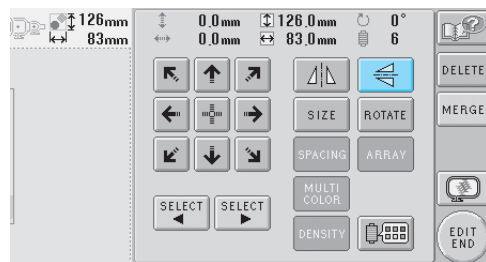 126mm
83mm
0.0mm 126.0mm 0°
0.0mm 83.0mm 6
DELETE
SIZE ROTATE MERGE
SPACING ARRAY
SELECT SELECT MULTI
COLOR
DENSITY EDIT
END